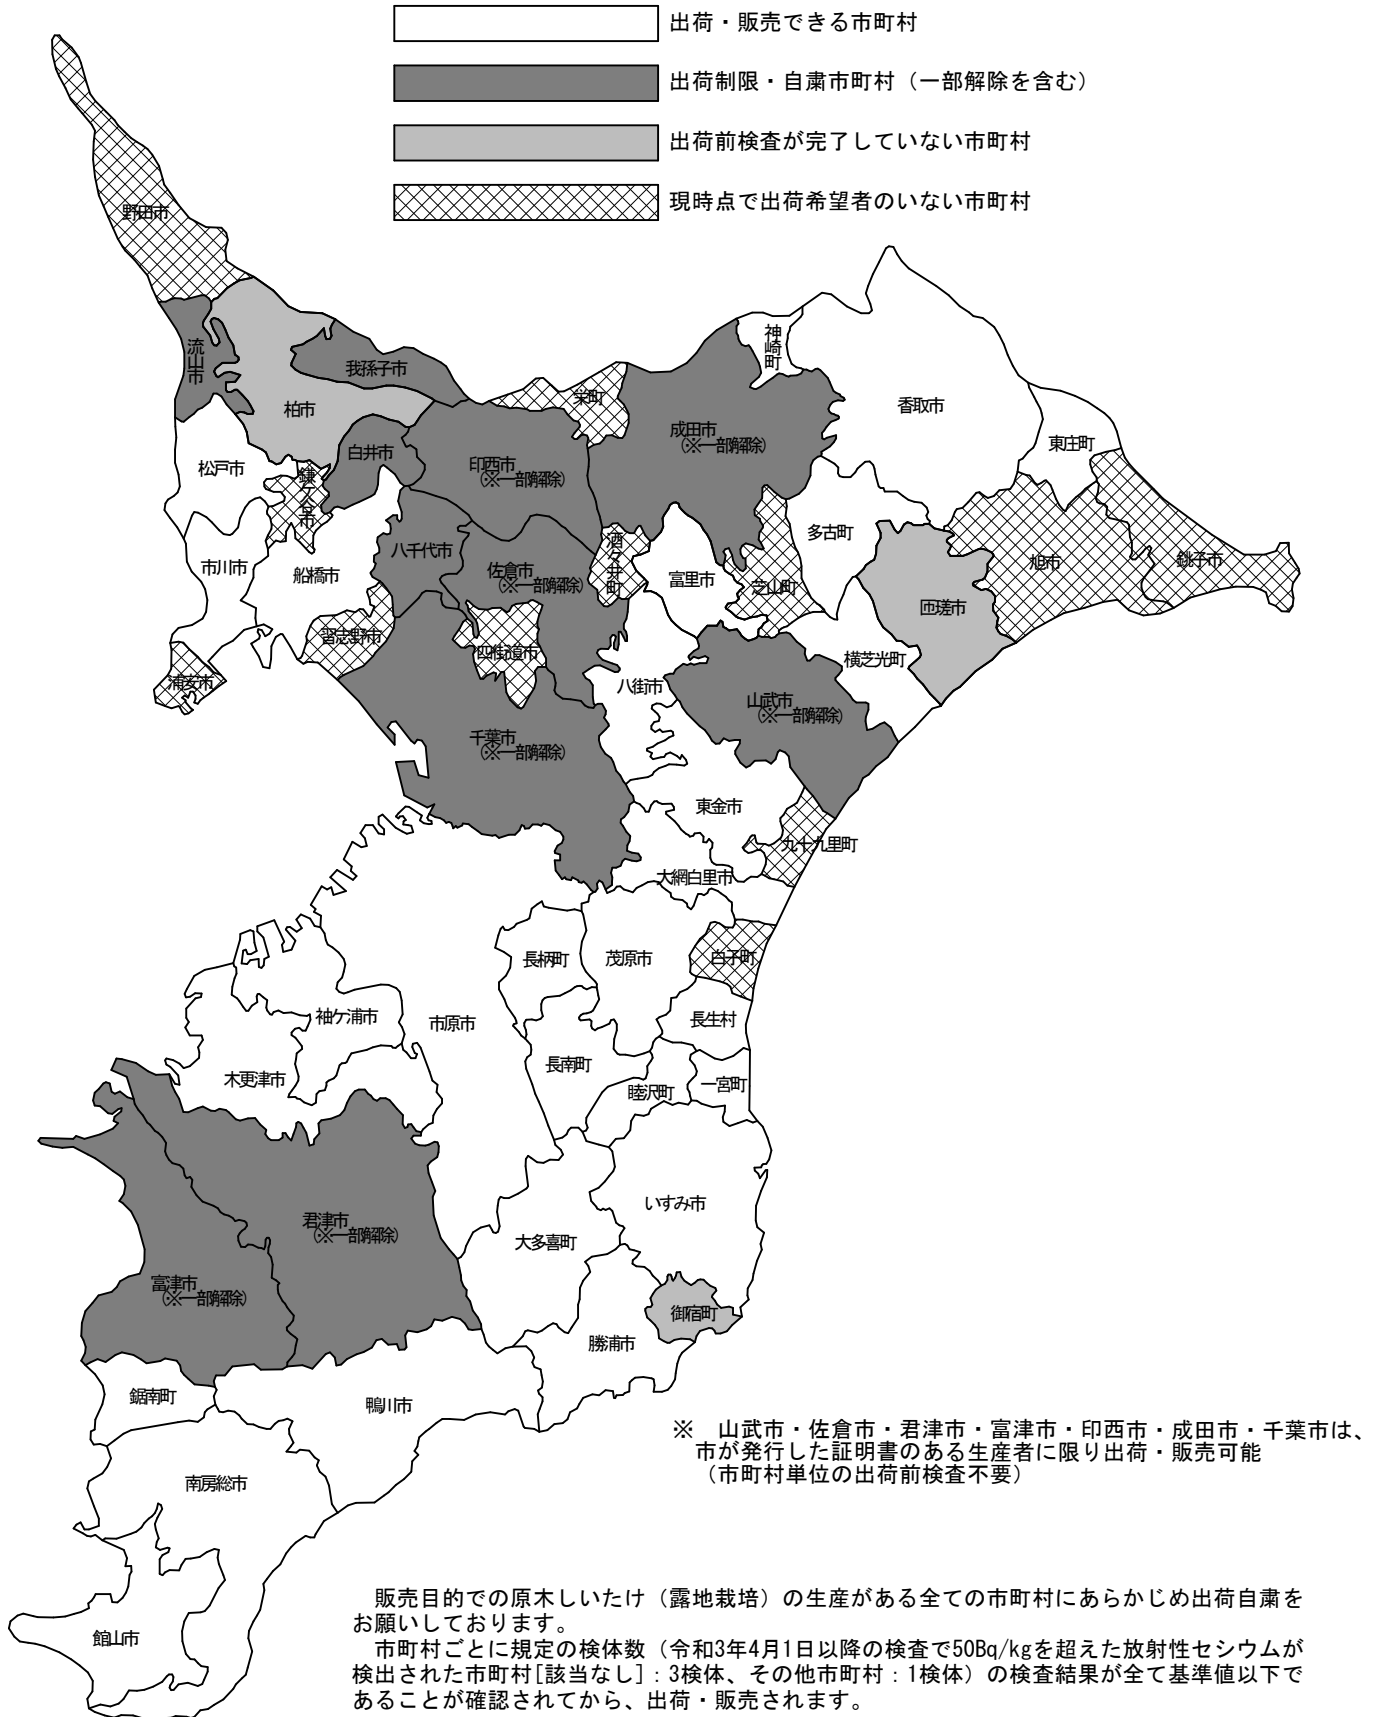 出荷・販売できる市町村
出荷制限・自粛市町村（一部解除を含む）
出荷前検査が完了していない市町村
現時点で出荷希望者のいない市町村
野田市
流山市
我孫子市
柏市
松戸市
鎌ケ谷市
白井市
印西市
（※一部解除）
栄町
成田市
（※一部解除）
神崎町
香取市
東庄町
市川市
船橋市
八千代市
佐倉市
（※一部解除）
酒々井町
富里市
芝山町
多古町
匝瑳市
旭市
銚子市
習志野市
四街道市
浦安市
八街市
横芝光町
山武市
（※一部解除）
千葉市
（※一部解除）
東金市
九十九里町
大網白里市
長柄町
茂原市
白子町
袖ケ浦市
市原市
長生村
木更津市
長南町
睦沢町
一宮町
いすみ市
君津市
（※一部解除）
大多喜町
富津市
（※一部解除）
御宿町
勝浦市
鋸南町
鴨川市
南房総市
館山市
※　山武市・佐倉市・君津市・富津市・印西市・成田市・千葉市は、
市が発行した証明書のある生産者に限り出荷・販売可能
（市町村単位の出荷前検査不要）
販売目的での原木しいたけ（露地栽培）の生産がある全ての市町村にあらかじめ出荷自粛を
お願いしております。
市町村ごとに規定の検体数（令和3年4月1日以降の検査で50Bq/kgを超えた放射性セシウムが
検出された市町村[該当なし]：3検体、その他市町村：1検体）の検査結果が全て基準値以下で
あることが確認されてから、出荷・販売されます。